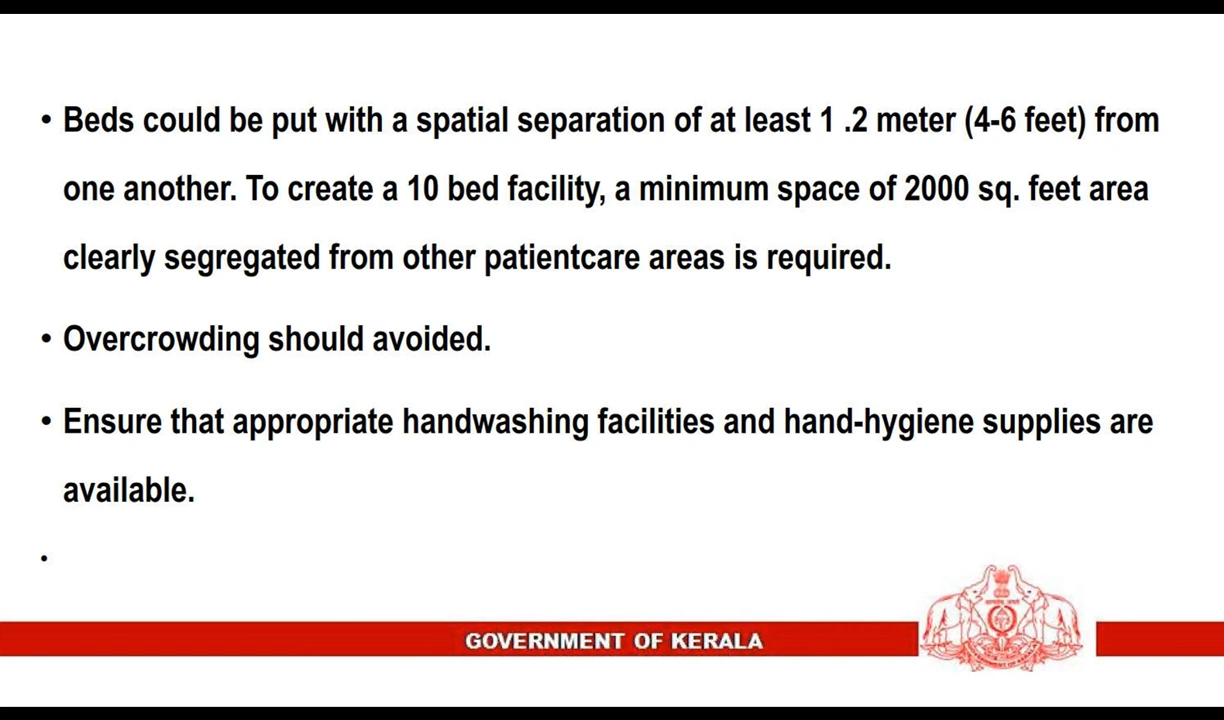 • Beds could be put with a spatial separation of at least 1 .2 meter (4-6 feet) from
one another. To create a 10 bed facility, a minimum space of 2000 sq. feet area
clearly segregated from other patientcare areas is required.
• Overcrowding should avoided.
• Ensure that appropriate handwashing facilities and hand-hygiene supplies are
available.
•
GOVERNMENT OF KERALA